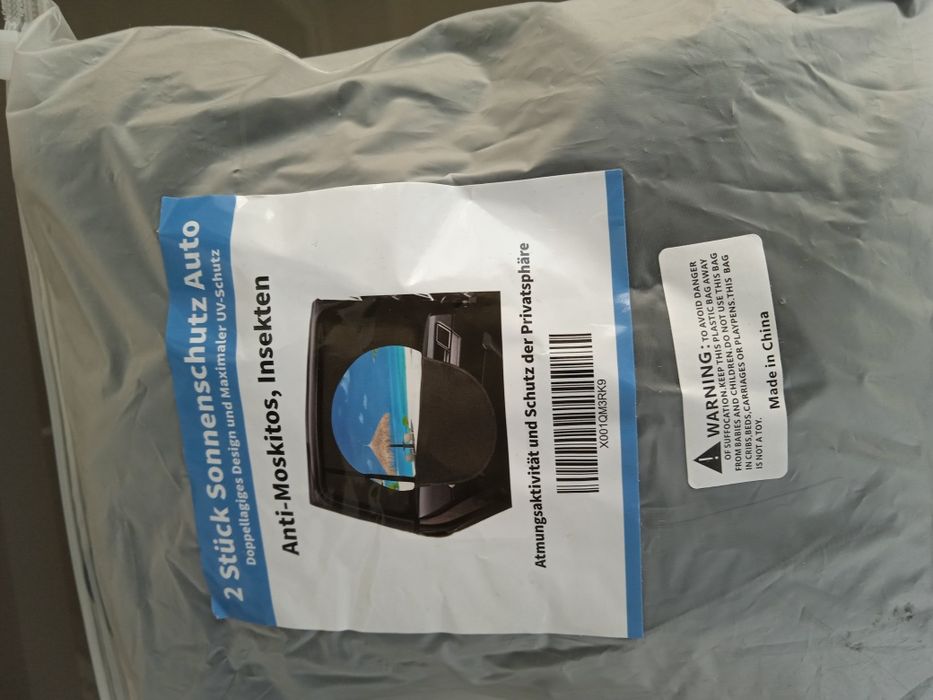 2 Stück Sonnenschutz Auto
Doppellagiges Design und Maximaler UV-Schutz
Anti-Moskitos, Insekten
Atmungsaktivität und Schutz der Privatsphäre
X001QM3RK9
WARNING: TO AVOID DANGER
OF SUFFOCATION.KEEP THIS PLASTIC BAG AWAY
FROM BABIES AND CHILDREN.DO NOT USE THIS BAG
IN CRIBS,BEDS,CARRIAGES OR PLAYPENS.THIS BAG
IS NOT A TOY.
Made in China